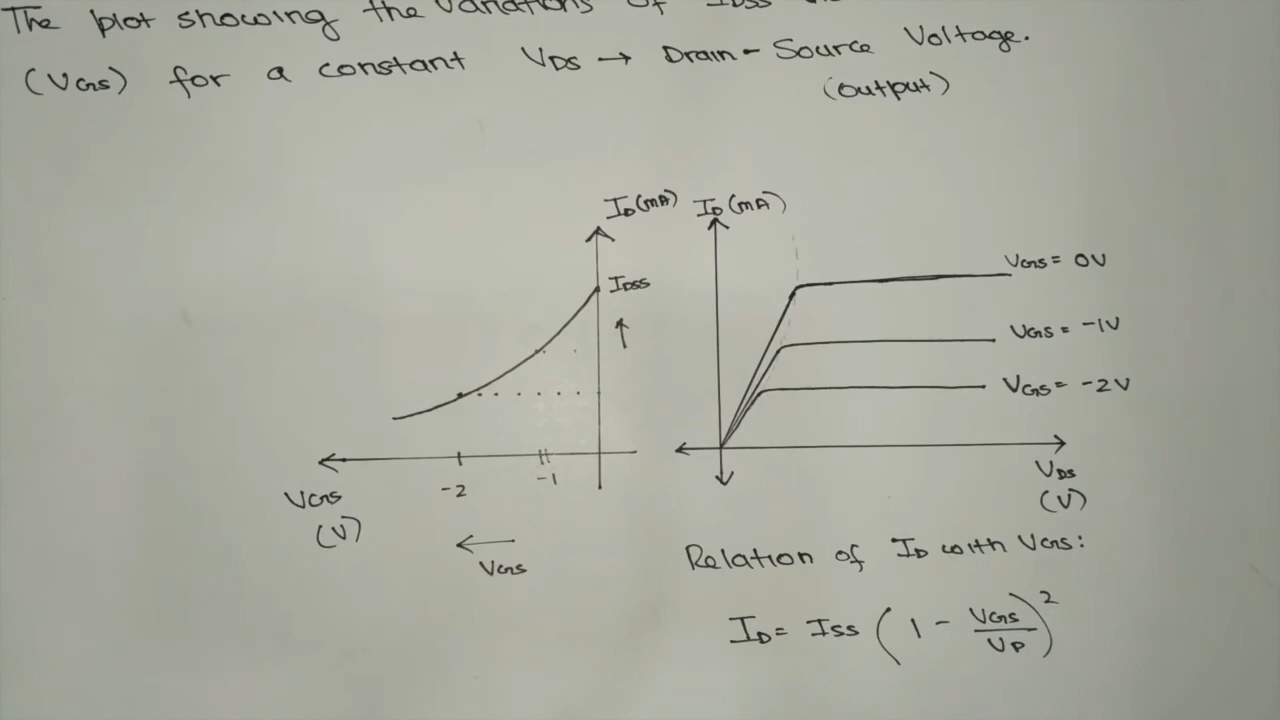 The plot showing the variations of IDSS
(VGS) for a constant VDS → Drain - Source Voltage.
(output)
ID(mA)
ID (mA)
IDSS
↑
VGS = 0V
VGS = -1V
VGS = -2V
-2
-1
VGS
(V)
← 
VGS
VDS
(V)
Relation of ID with VGS:
ID = ISS (1 - VGS/VP)²